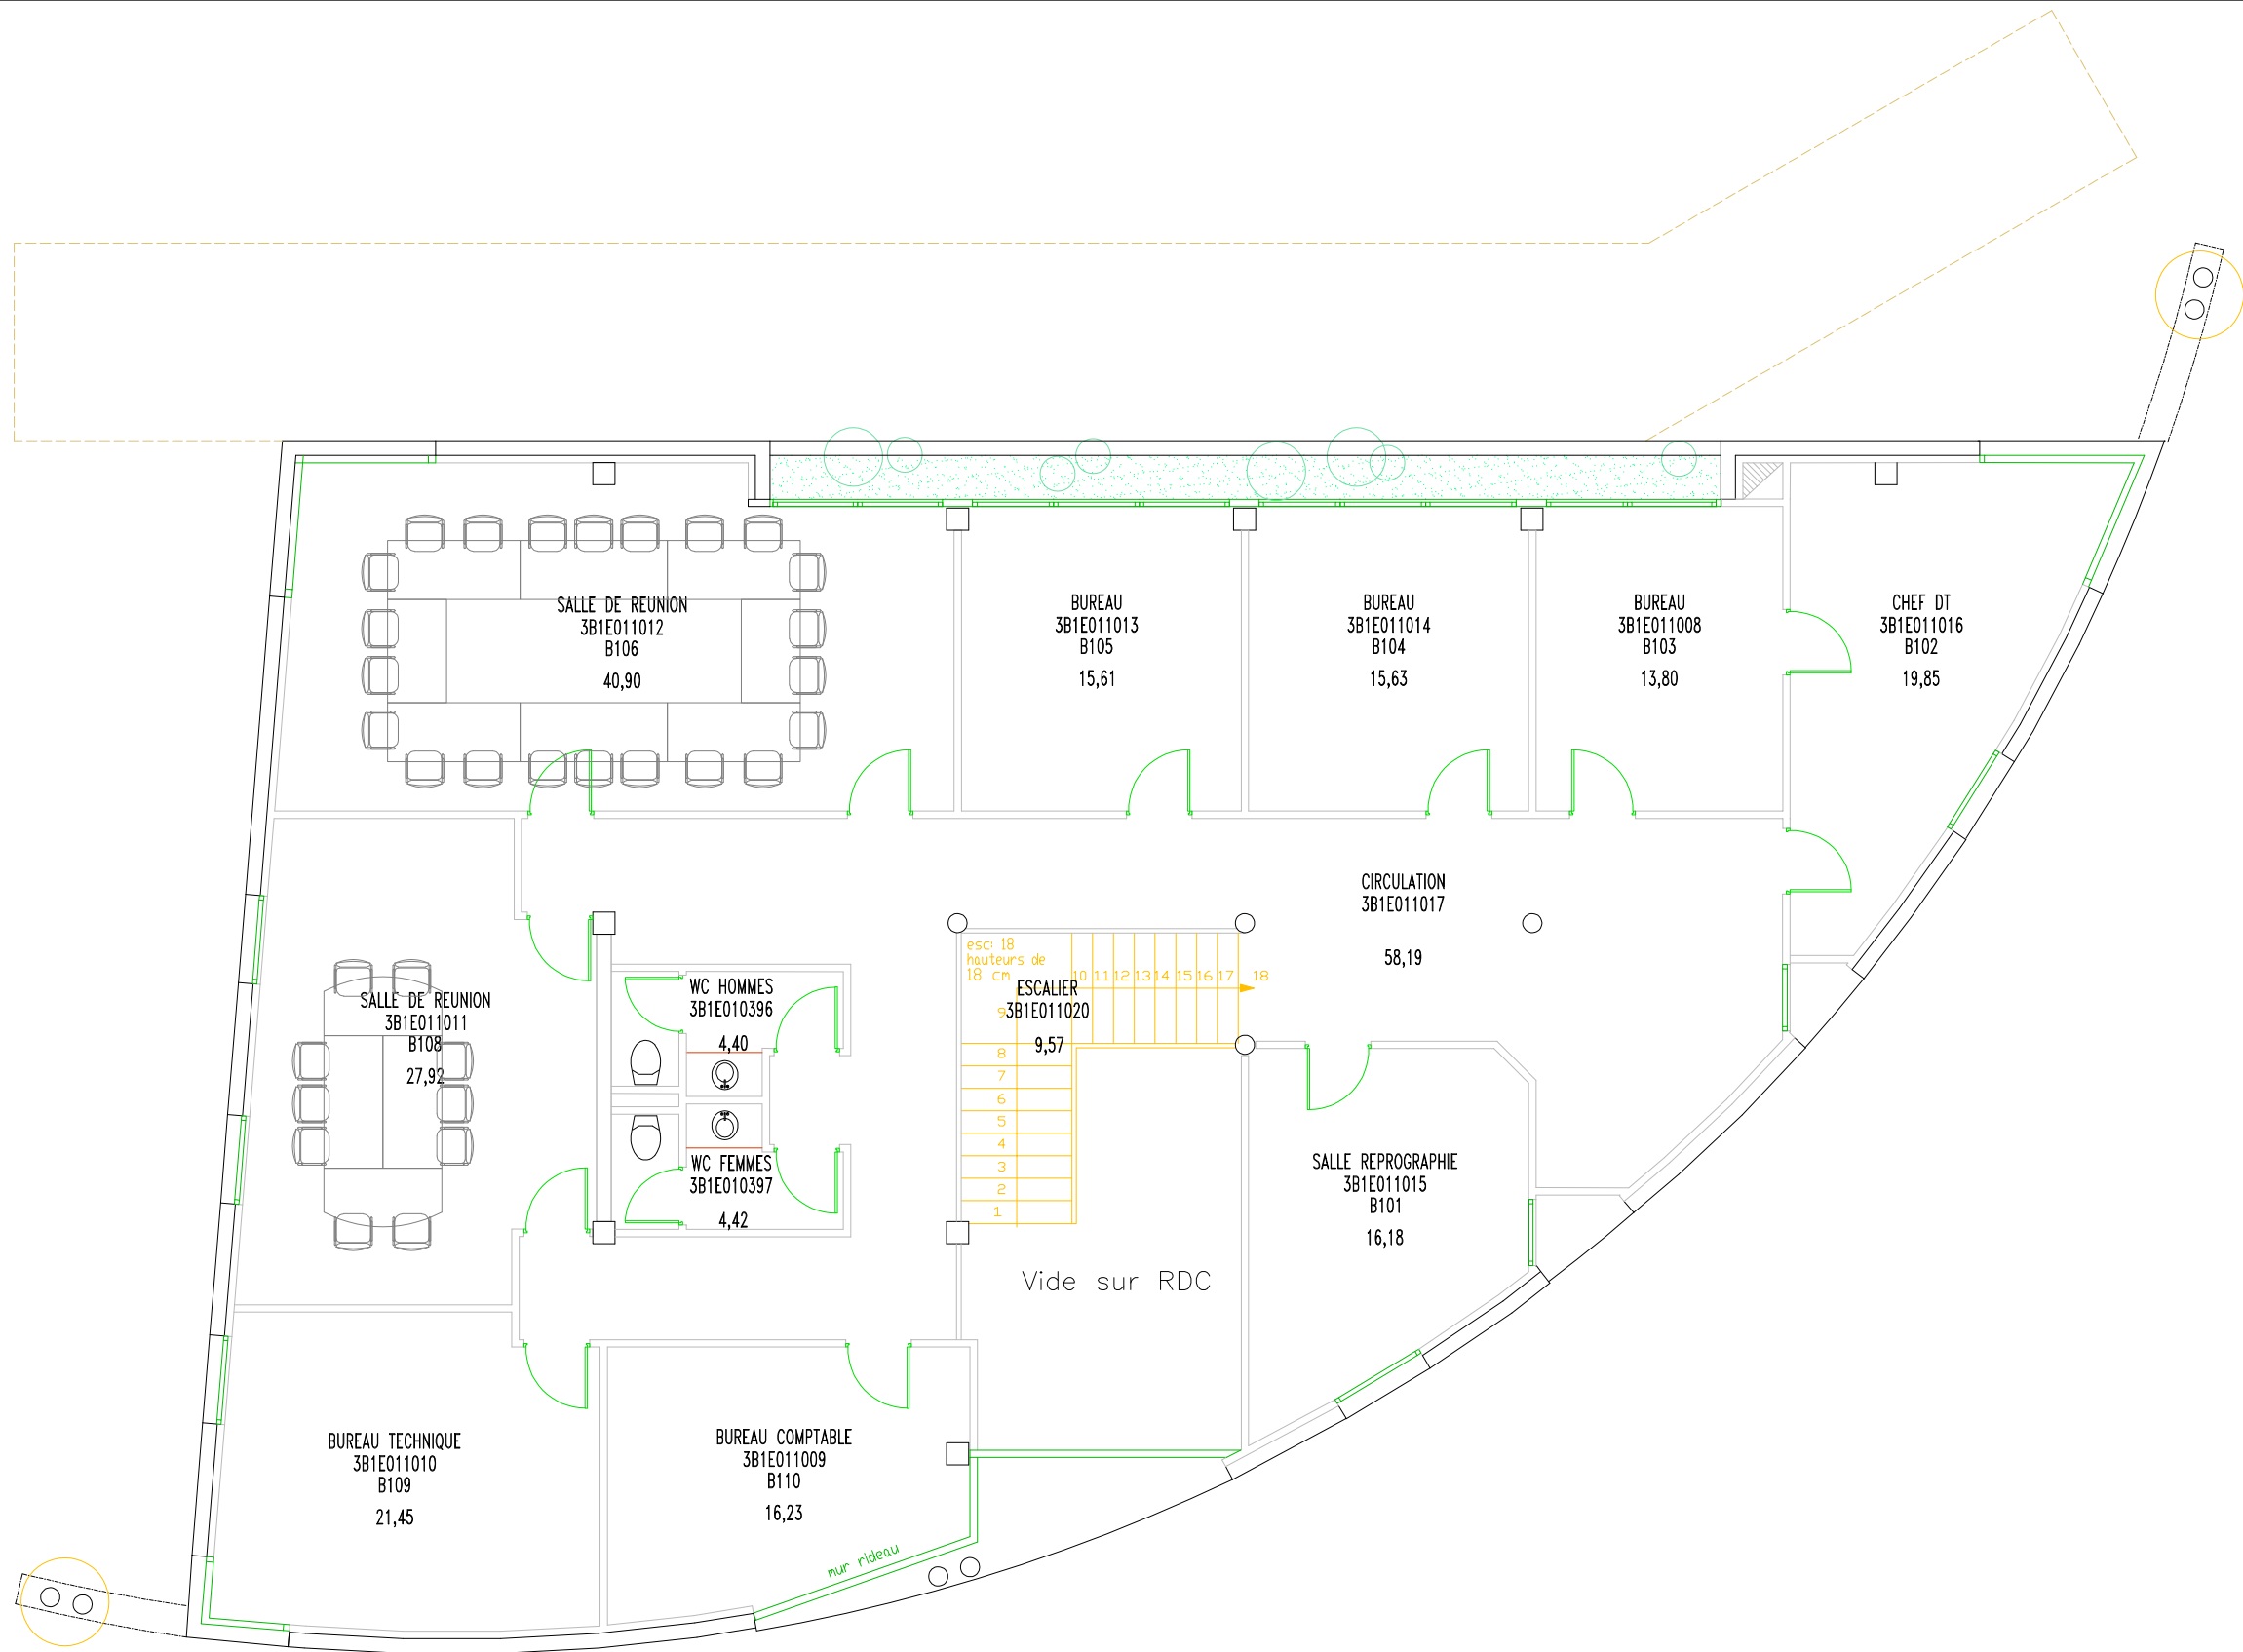 SALLE DE REUNION
3B1E011012
B106
40,90
BUREAU
3B1E011013
B105
15,61
BUREAU
3B1E011014
B104
15,63
BUREAU
3B1E011008
B103
13,80
CHEF DT
3B1E011016
B102
19,85
CIRCULATION
3B1E011017
58,19
SALLE DE REUNION
3B1E011011
B108
27,92
WC HOMMES
3B1E010396
4,40
WC FEMMES
3B1E010397
4,42
esc: 18
hauteurs de
18 cm
ESCALIER
3B1E011020
9,57
10 11 12 13 14 15 16 17 18
9
8
7
6
5
4
3
2
1
SALLE REPROGRAPHIE
3B1E011015
B101
16,18
Vide sur RDC
BUREAU TECHNIQUE
3B1E011010
B109
21,45
BUREAU COMPTABLE
3B1E011009
B110
16,23
mur rideau